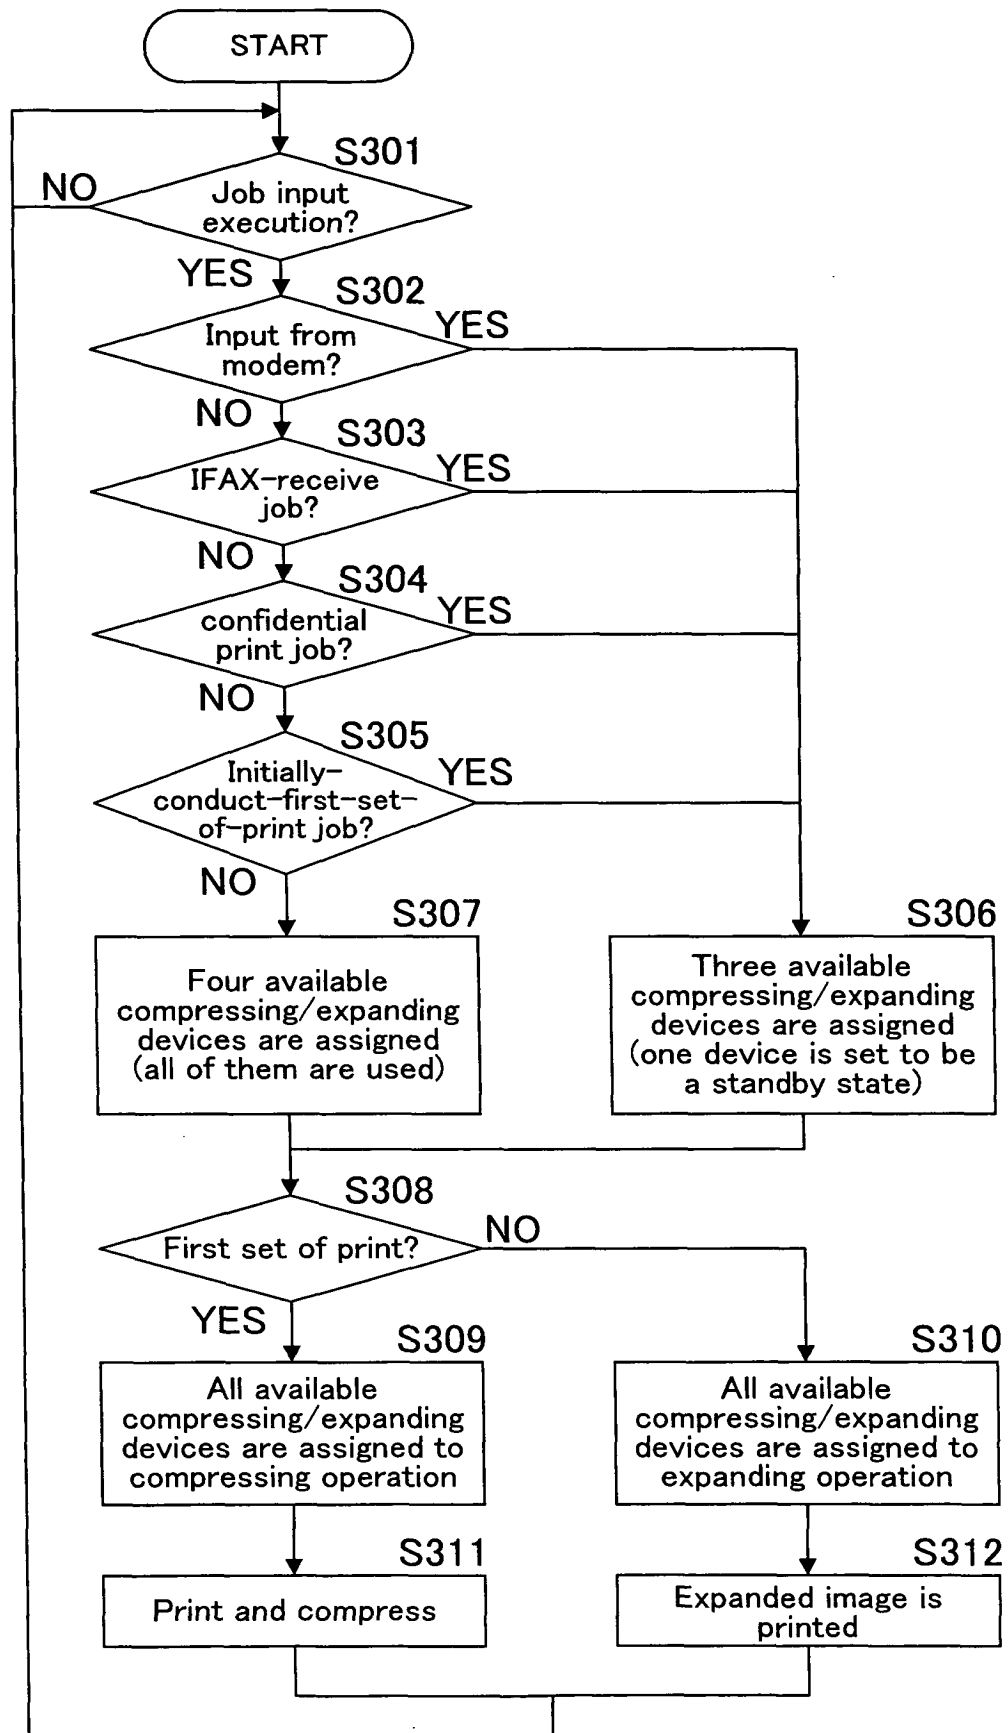 START
S301
NO
Job input
execution?
YES
S302
Input from
modem?
YES
NO
S303
IFAX-receive
job?
YES
NO
S304
confidential
print job?
YES
NO
S305
Initially-
conduct-first-set-
of-print job?
YES
NO
S307
Four available
compressing/expanding
devices are assigned
(all of them are used)
S306
Three available
compressing/expanding
devices are assigned
(one device is set to be
a standby state)
S308
First set of print?
NO
YES
S309
All available
compressing/expanding
devices are assigned to
compressing operation
S310
All available
compressing/expanding
devices are assigned to
expanding operation
S311
Print and compress
S312
Expanded image is
printed